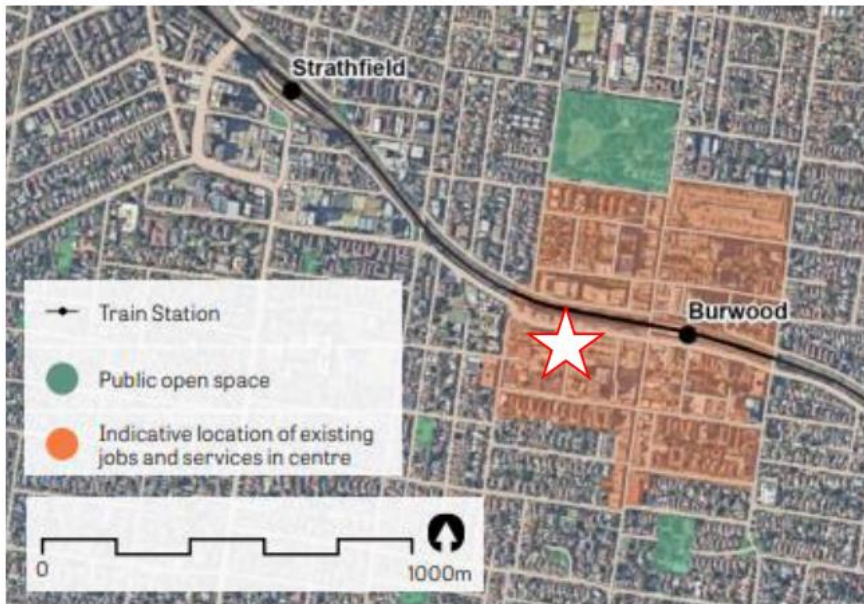 Strathfield
Burwood
Train Station
Public open space
Indicative location of existing
jobs and services in centre
0
1000m